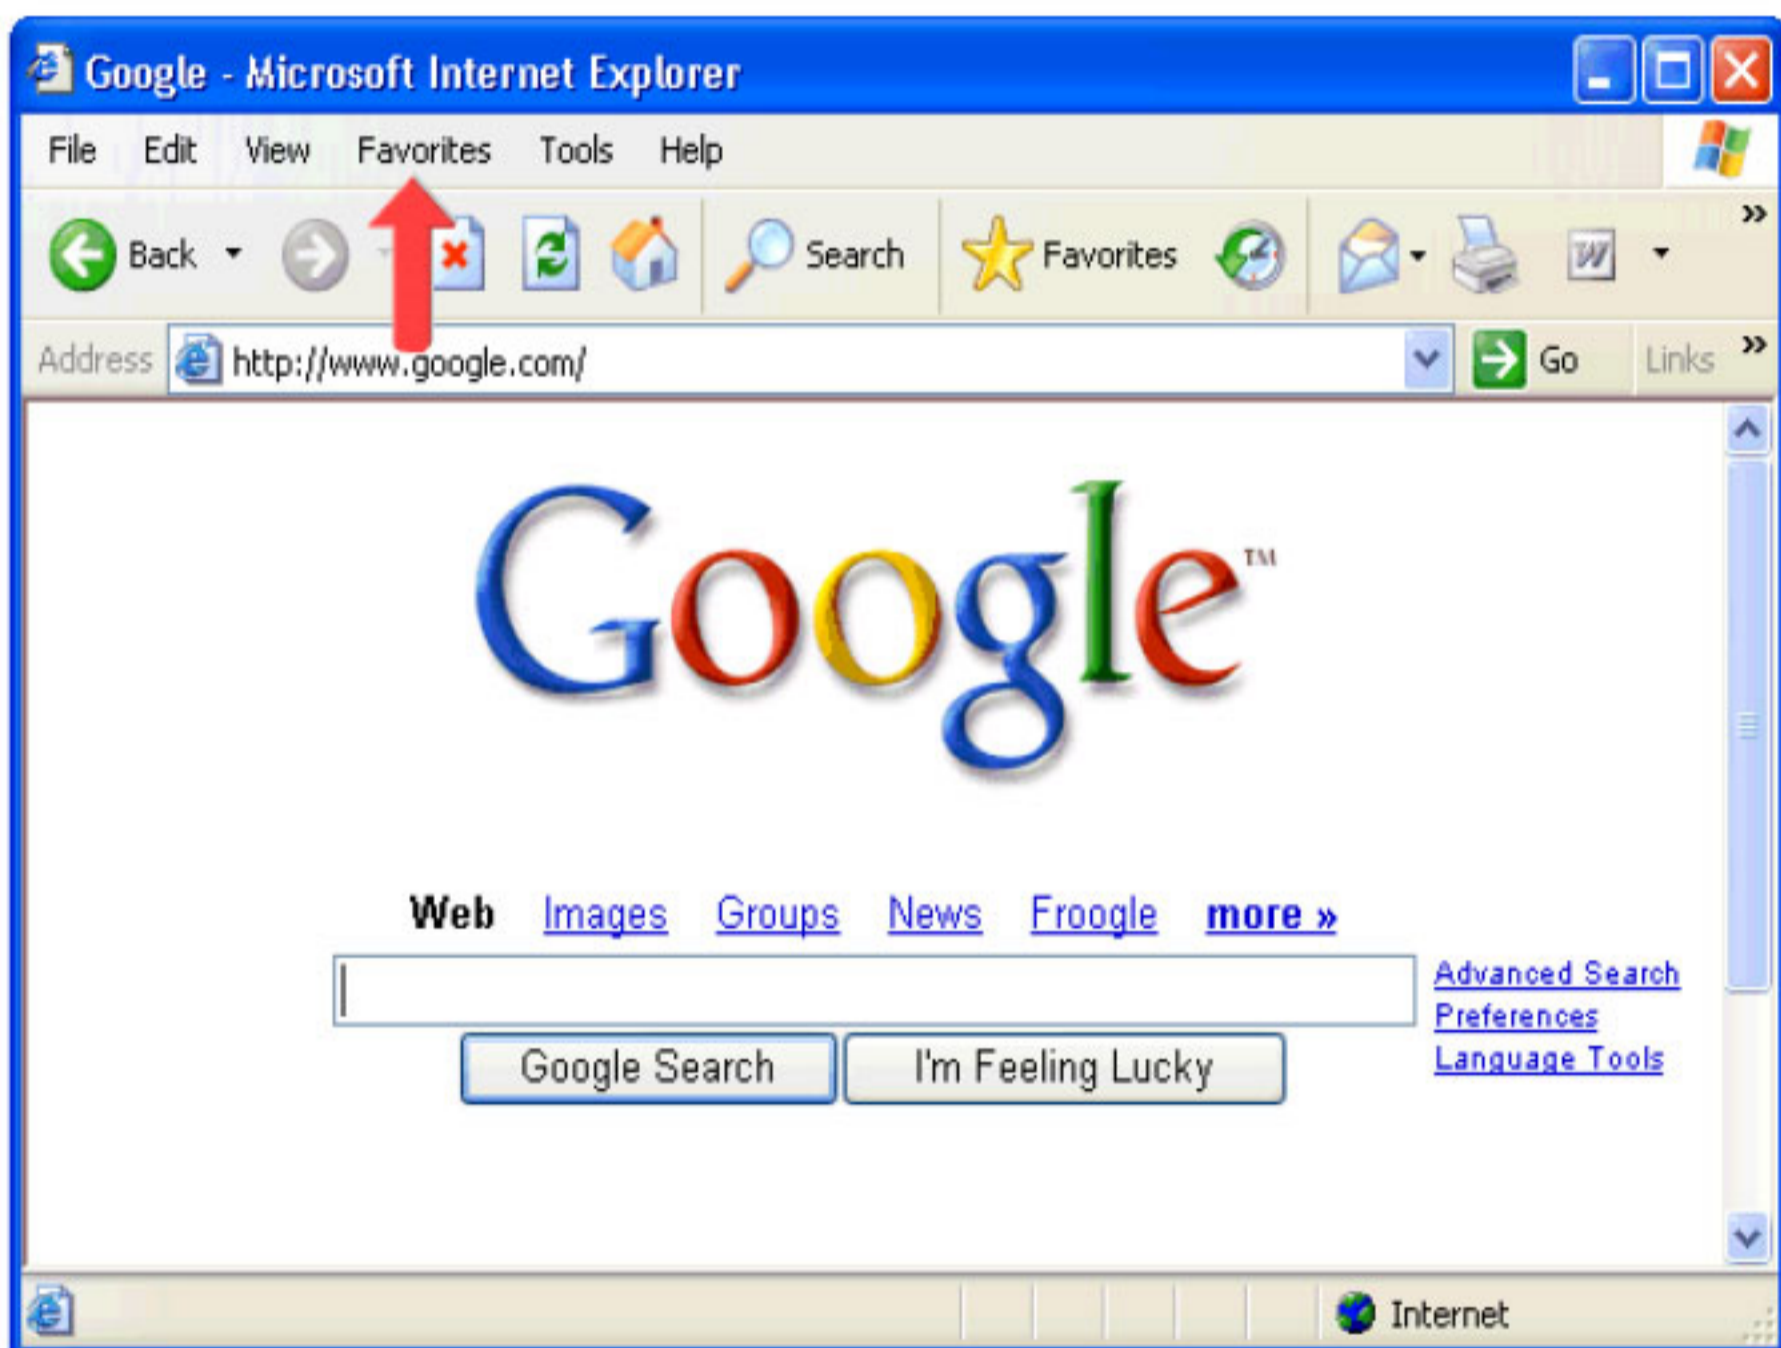 Google - Microsoft Internet Explorer
File Edit View Favorites Tools Help
Back Search Favorites W »
Address http://www.google.com/ Go Links »
Google™
Web Images Groups News Froogle more »
Advanced Search
Preferences
Language Tools
Google Search I'm Feeling Lucky
Internet